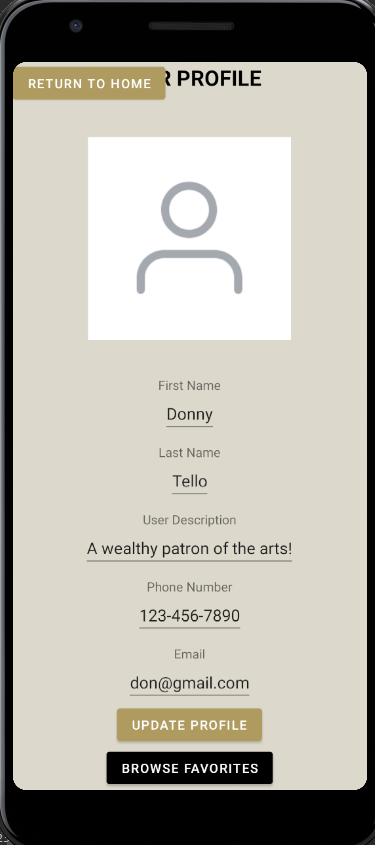 RETURN TO HOME
R PROFILE
First Name
Donny
Last Name
Tello
User Description
A wealthy patron of the arts!
Phone Number
123-456-7890
Email
don@gmail.com
UPDATE PROFILE
BROWSE FAVORITES